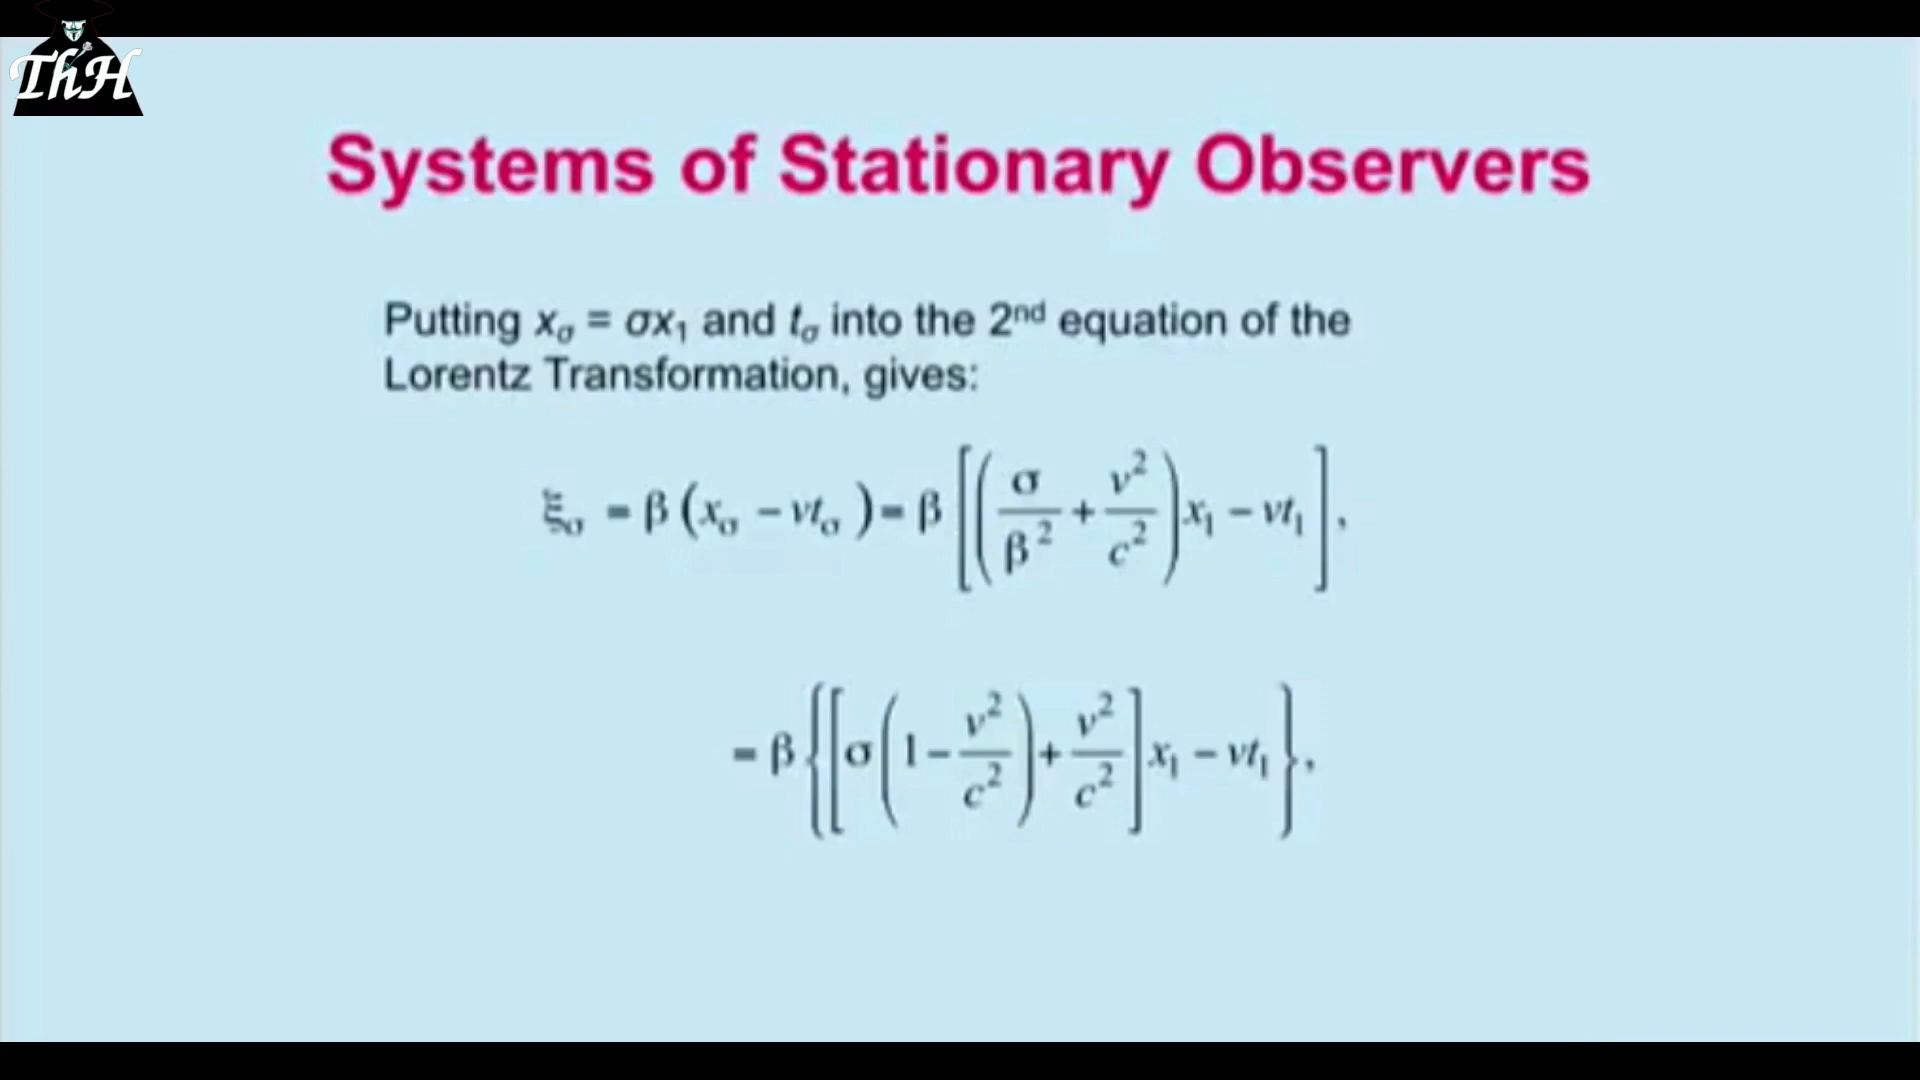 ThH
Systems of Stationary Observers
Putting xσ = σx₁ and tσ into the 2ⁿᵈ equation of the
Lorentz Transformation, gives:
ξσ = β (xσ − vtσ) = β [(σ/β² + v²/c²) x₁ − vt₁],
= β {[σ(1 − v²/c²) + v²/c²] x₁ − vt₁},